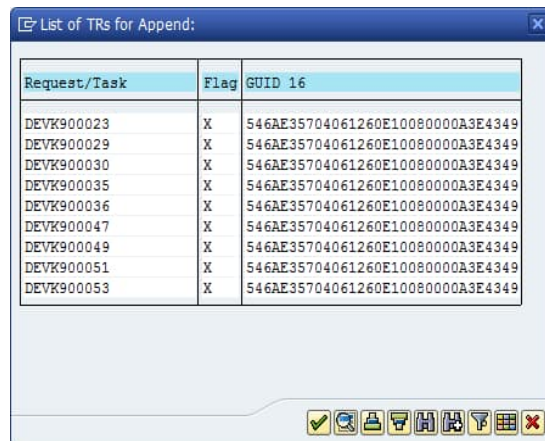 List of TRs for Append:
Request/Task Flag GUID 16
DEVK900023 X 546AE35704061260E10080000A3E4349
DEVK900029 X 546AE35704061260E10080000A3E4349
DEVK900030 X 546AE35704061260E10080000A3E4349
DEVK900035 X 546AE35704061260E10080000A3E4349
DEVK900036 X 546AE35704061260E10080000A3E4349
DEVK900047 X 546AE35704061260E10080000A3E4349
DEVK900049 X 546AE35704061260E10080000A3E4349
DEVK900051 X 546AE35704061260E10080000A3E4349
DEVK900053 X 546AE35704061260E10080000A3E4349